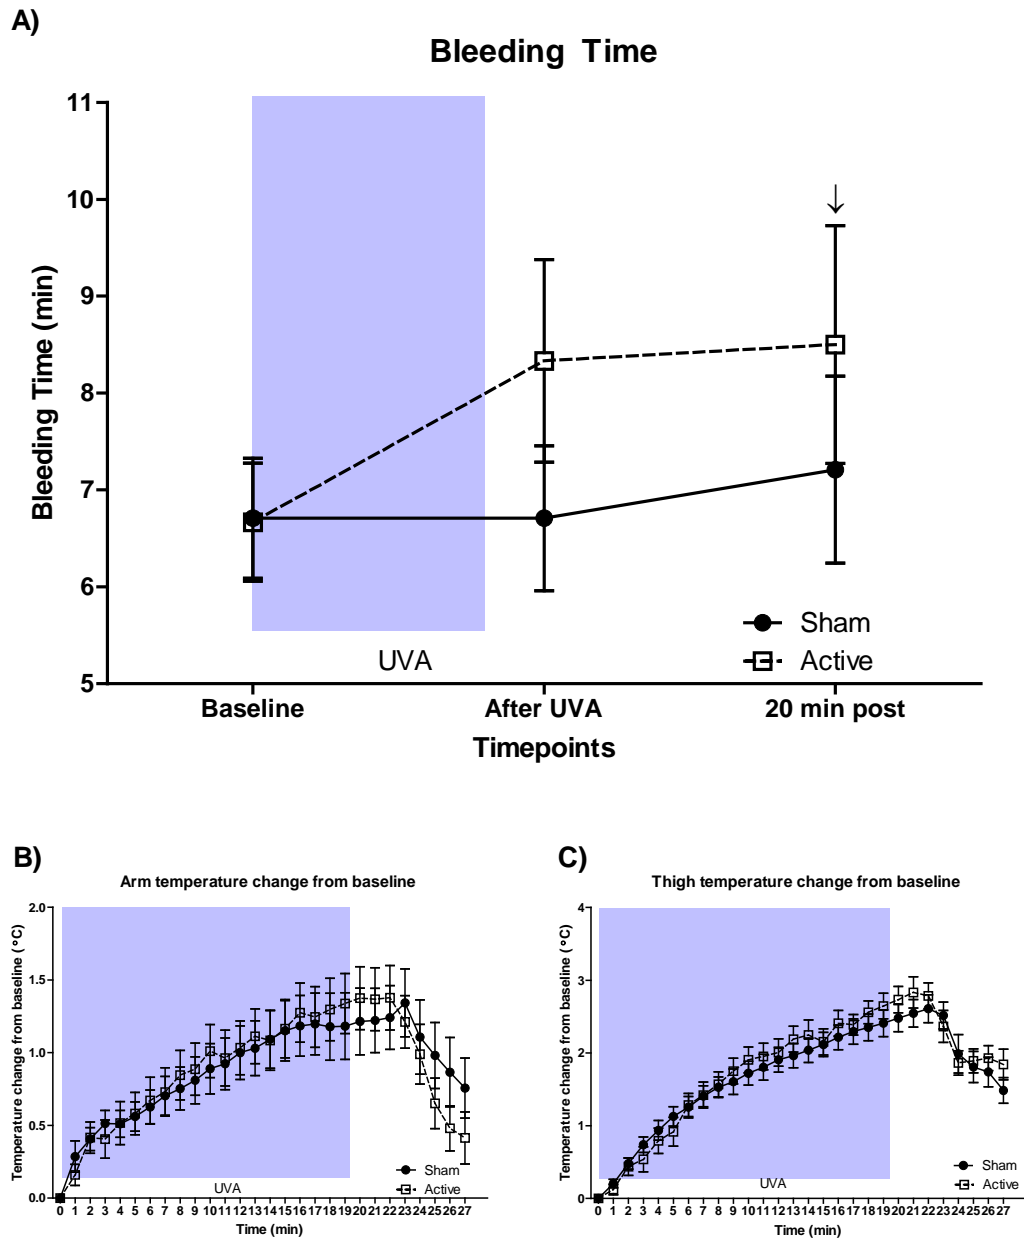 A)
Bleeding Time
Bleeding Time (min)
11
10
9
8
7
6
5
↓
Sham
Active
UVA
Baseline
After UVA
20 min post
Timepoints
B)
Arm temperature change from baseline
Temperature change from baseline (°C)
2.0
1.5
1.0
0.5
0.0
Sham
Active
UVA
0 1 2 3 4 5 6 7 8 9 10 11 12 13 14 15 16 17 18 19 20 21 22 23 24 25 26 27
Time (min)
C)
Thigh temperature change from baseline
Temperature change from baseline (°C)
4
3
2
1
0
Sham
Active
UVA
0 1 2 3 4 5 6 7 8 9 10 11 12 13 14 15 16 17 18 19 20 21 22 23 24 25 26 27
Time (min)